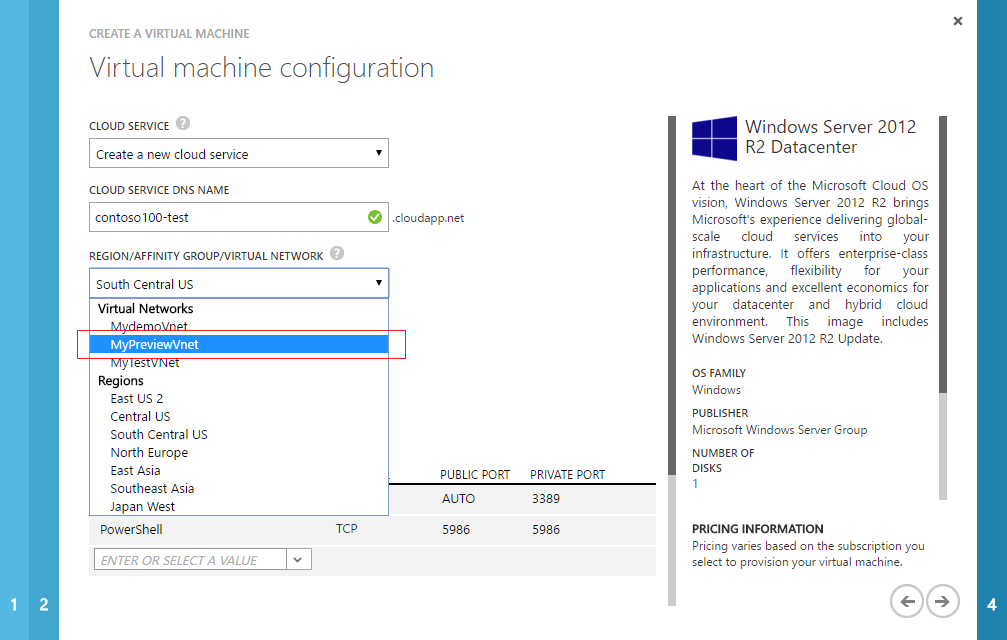 CREATE A VIRTUAL MACHINE
Virtual machine configuration
CLOUD SERVICE ?
Create a new cloud service
CLOUD SERVICE DNS NAME
contoso100-test .cloudapp.net
REGION/AFFINITY GROUP/VIRTUAL NETWORK ?
South Central US
Virtual Networks
MydemoVnet
MyPreviewVnet
MyTestVNet
Regions
East US 2
Central US
South Central US
North Europe
East Asia
Southeast Asia
Japan West
PUBLIC PORT PRIVATE PORT
AUTO 3389
PowerShell TCP 5986 5986
ENTER OR SELECT A VALUE
Windows Server 2012
R2 Datacenter
At the heart of the Microsoft Cloud OS
vision, Windows Server 2012 R2 brings
Microsoft's experience delivering global-
scale cloud services into your
infrastructure. It offers enterprise-class
performance, flexibility for your
applications and excellent economics for
your datacenter and hybrid cloud
environment. This image includes
Windows Server 2012 R2 Update.
OS FAMILY
Windows
PUBLISHER
Microsoft Windows Server Group
NUMBER OF
DISKS
1
PRICING INFORMATION
Pricing varies based on the subscription you
select to provision your virtual machine.
1 2 4